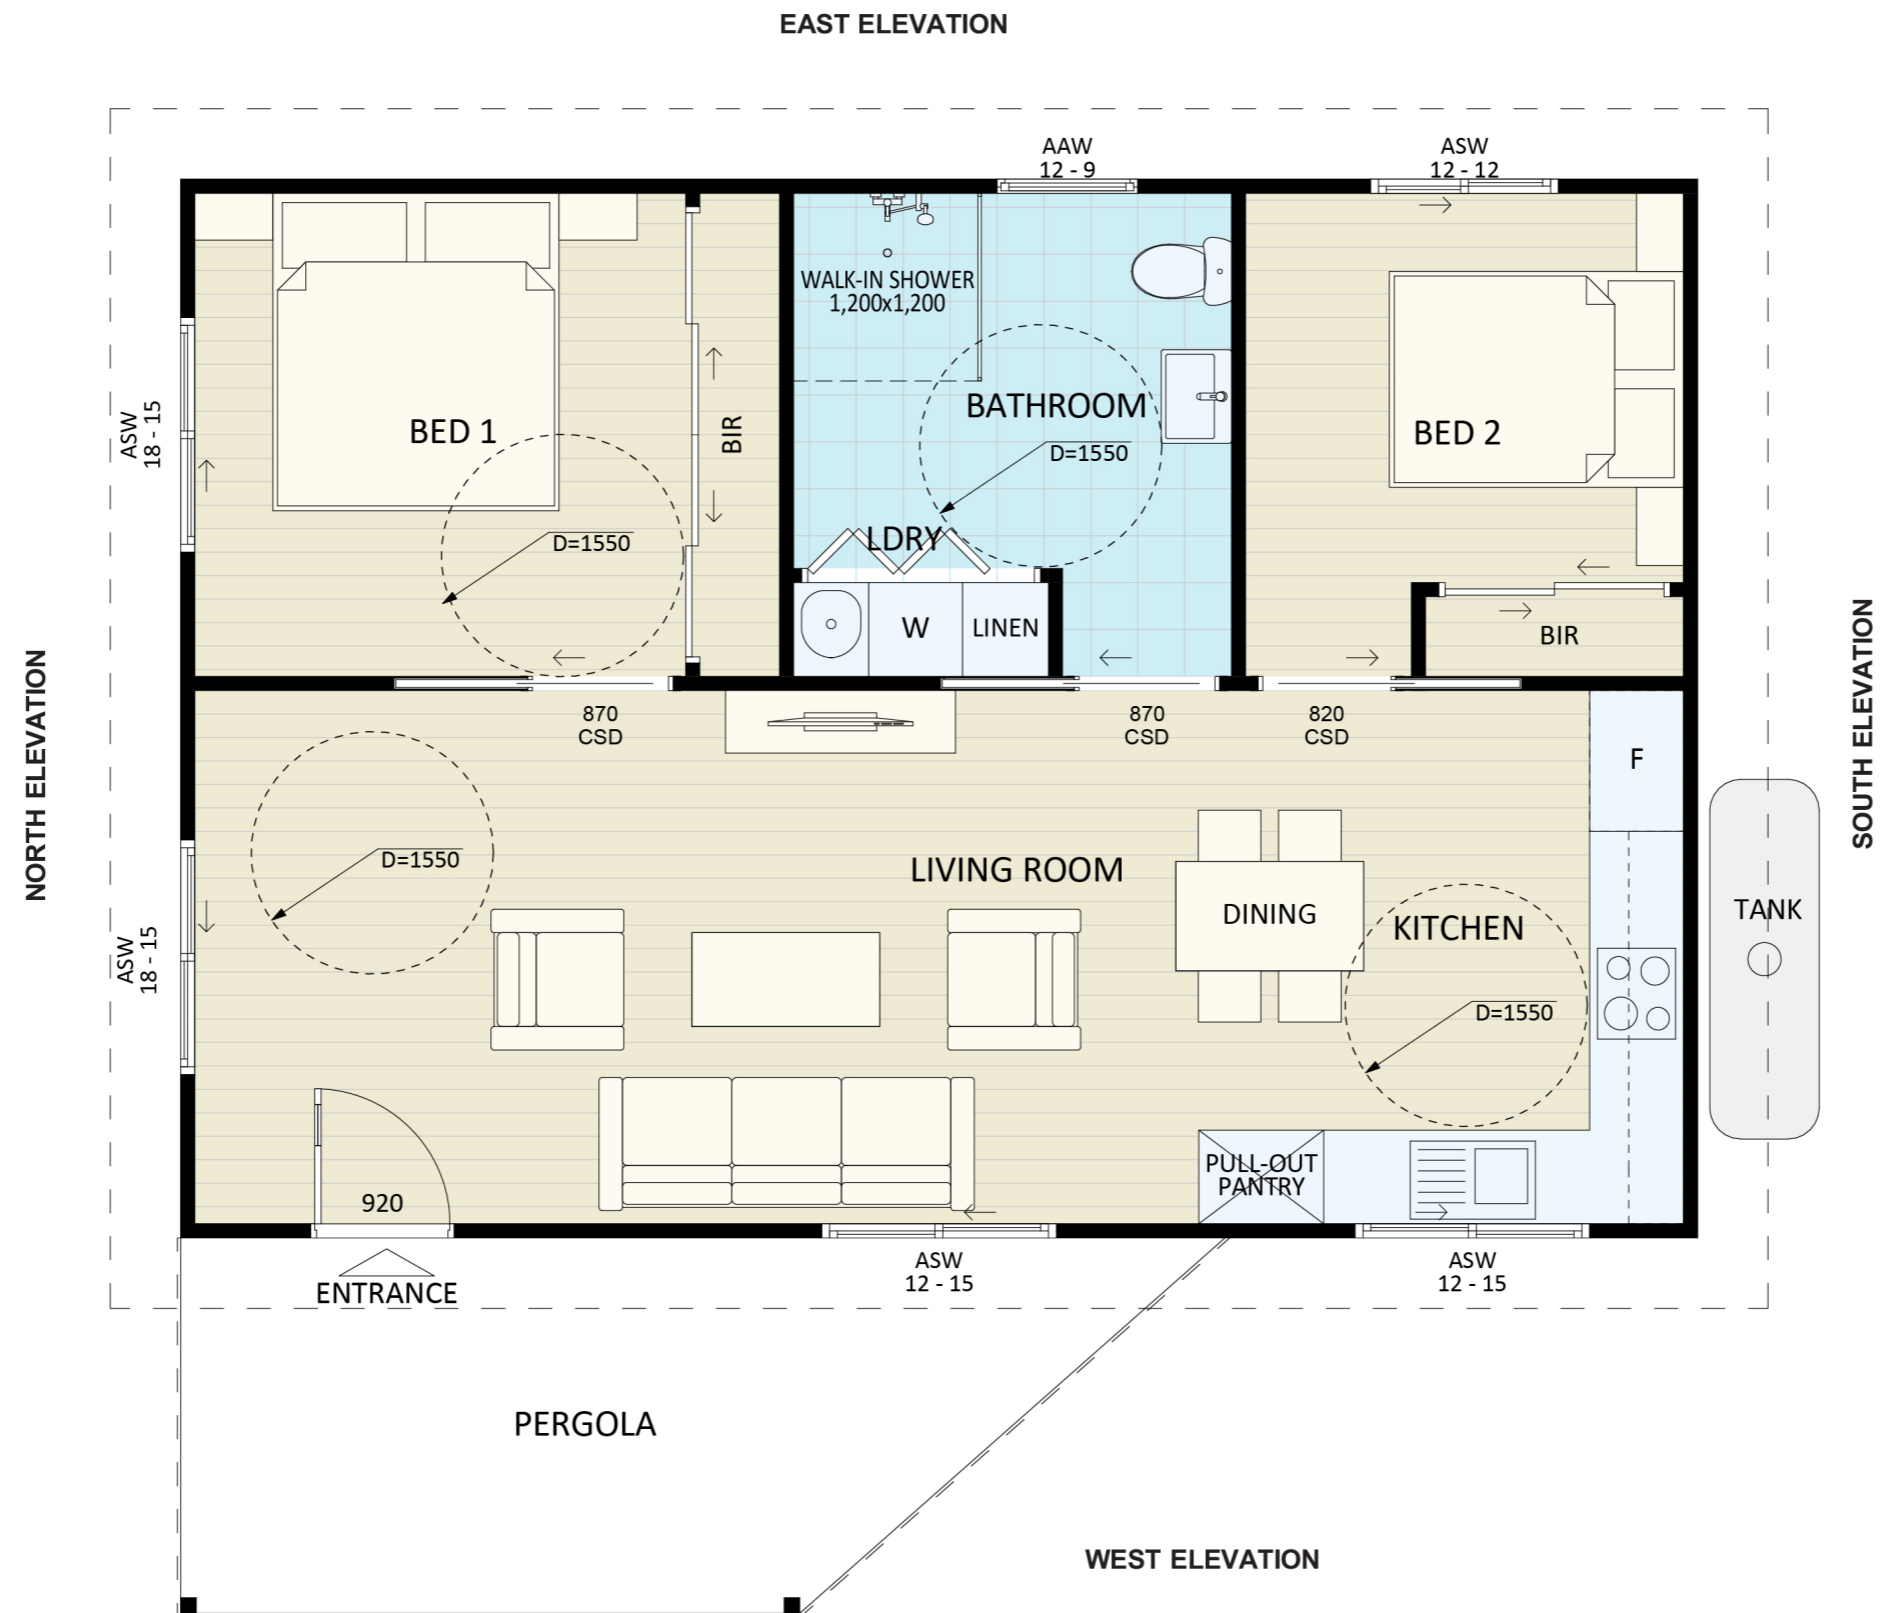 EAST ELEVATION
AAW
12 - 9
ASW
12 - 12
WALK-IN SHOWER
1,200x1,200
BATHROOM
D=1550
BED 1
D=1550
BIR
ASW
18 - 15
BED 2
LDRY
W
LINEN
BIR
NORTH ELEVATION
SOUTH ELEVATION
870
CSD
870
CSD
820
CSD
F
D=1550
LIVING ROOM
DINING
KITCHEN
D=1550
TANK
ASW
18 - 15
PULL-OUT
PANTRY
920
ENTRANCE
ASW
12 - 15
ASW
12 - 15
PERGOLA
WEST ELEVATION